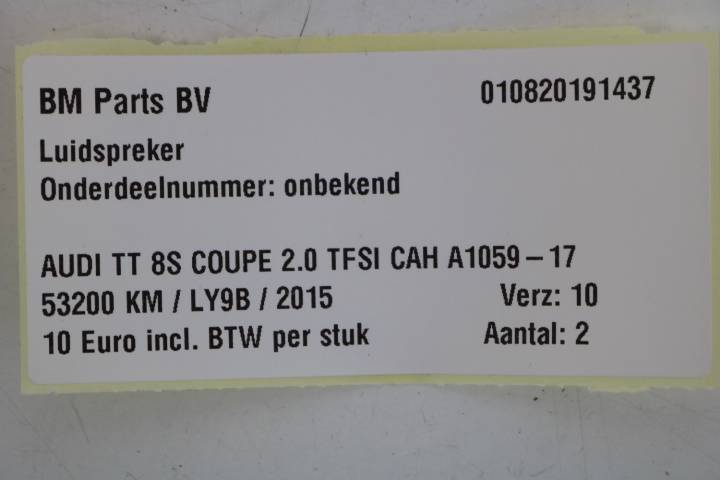 BM Parts BV 010820191437
Luidspreker
Onderdeelnummer: onbekend
AUDI TT 8S COUPE 2.0 TFSI CAH A1059 – 17
53200 KM / LY9B / 2015 Verz: 10
10 Euro incl. BTW per stuk Aantal: 2